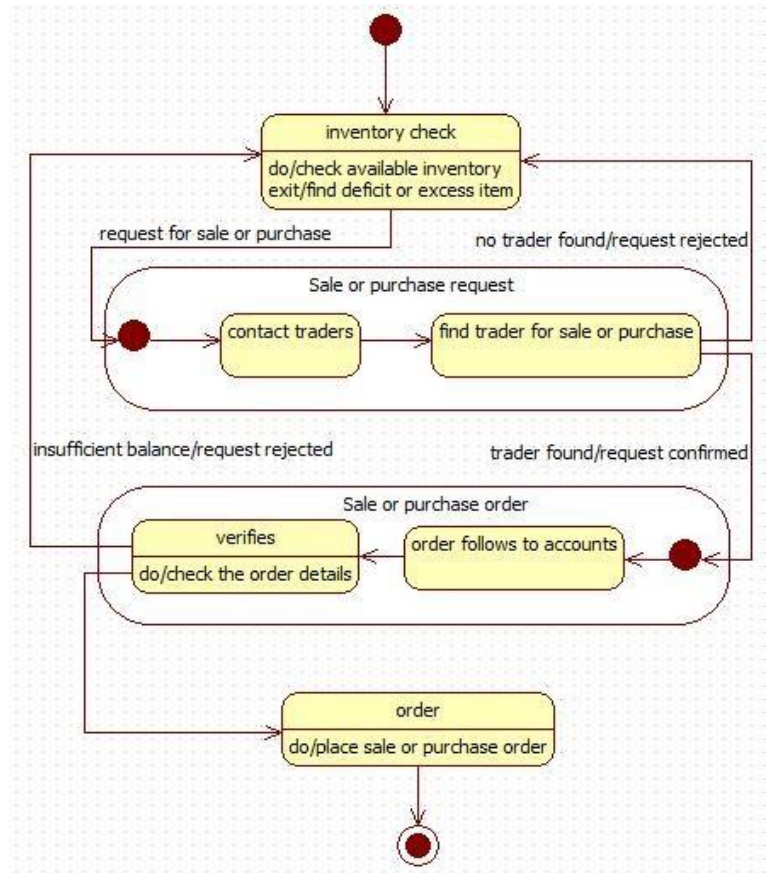 inventory check
do/check available inventory
exit/find deficit or excess item
request for sale or purchase
no trader found/request rejected
Sale or purchase request
contact traders
find trader for sale or purchase
insufficient balance/request rejected
trader found/request confirmed
Sale or purchase order
verifies
do/check the order details
order follows to accounts
order
do/place sale or purchase order